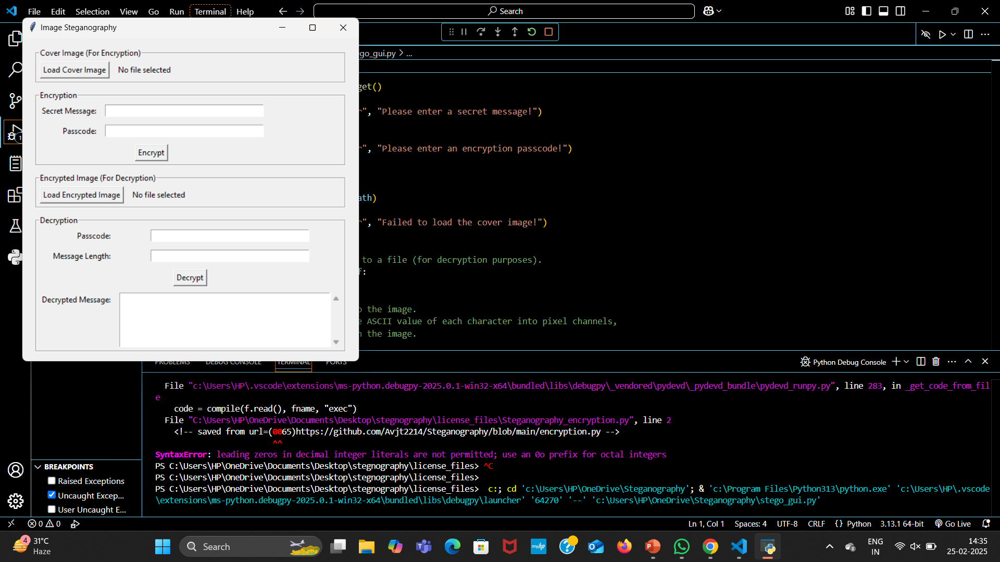 File Edit Selection View Go Run Terminal Help
Search
Image Steganography
Cover Image (For Encryption)
Load Cover Image No file selected
Encryption
Secret Message:
Passcode:
Encrypt
Encrypted Image (For Decryption)
Load Encrypted Image No file selected
Decryption
Passcode:
Message Length:
Decrypt
Decrypted Message:
go_gui.py > ...
get()
", "Please enter a secret message!")
", "Please enter an encryption passcode!")
ath)
", "Failed to load the cover image!")
to a file (for decryption purposes).
f:
the image.
ASCII value of each character into pixel channels,
the image.
PROBLEMS DEBUG CONSOLE TERMINAL PORTS
Python Debug Console
File "c:\Users\HP\.vscode\extensions\ms-python.debugpy-2025.0.1-win32-x64\bundled\libs\debugpy\_vendored\pydevd\_pydevd_bundle\pydevd_runpy.py", line 283, in _get_code_from_fil
e
code = compile(f.read(), fname, "exec")
File "C:\Users\HP\OneDrive\Documents\Desktop\stegnography\license_files\Steganography_encryption.py", line 2
<!-- saved from url=(0065)https://github.com/Avjt2214/Steganography/blob/main/encryption.py -->
^^
SyntaxError: leading zeros in decimal integer literals are not permitted; use an 0o prefix for octal integers
PS C:\Users\HP\OneDrive\Documents\Desktop\stegnography\license_files> ^C
PS C:\Users\HP\OneDrive\Documents\Desktop\stegnography\license_files>
PS C:\Users\HP\OneDrive\Documents\Desktop\stegnography\license_files> c:; cd 'c:\Users\HP\OneDrive\Steganography'; & 'c:\Program Files\Python313\python.exe' 'c:\Users\HP\.vscode
\extensions\ms-python.debugpy-2025.0.1-win32-x64\bundled\libs\debugpy\launcher' '64270' '--' 'c:\Users\HP\OneDrive\Steganography\stego_gui.py'
BREAKPOINTS
Raised Exceptions
Uncaught Excep...
User Uncaught E...
1
0 0
Ln 1, Col 1 Spaces: 4 UTF-8 CRLF {} Python 3.13.1 64-bit Go Live
4
31°C
Haze
Search
myhp
ENG
IN
14:35
25-02-2025